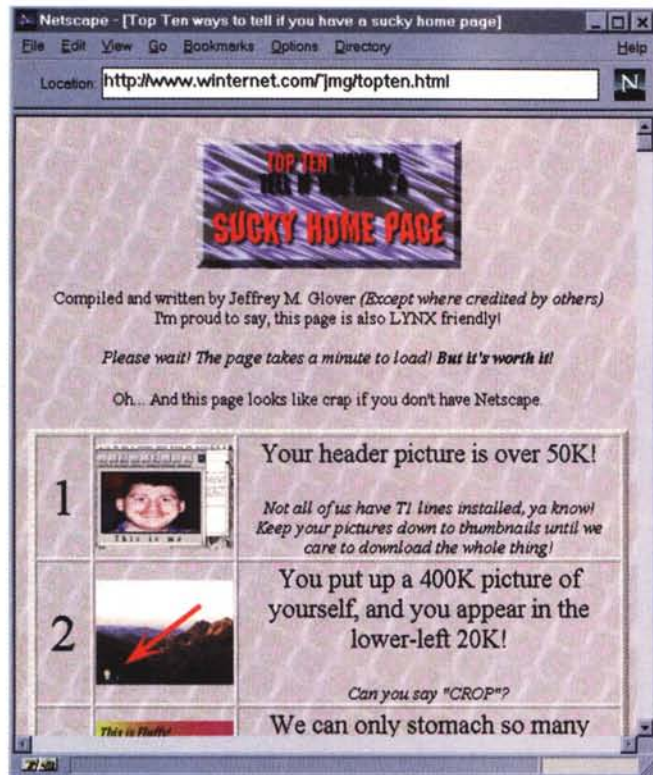 Netscape - [Top Ten ways to tell if you have a sucky home page]
File Edit View Go Bookmarks Options Directory Help
Location: http://www.winternet.com/~jmg/topten.html
N
TOP TEN WAYS TO
TELL IF YOU HAVE A
SUCKY HOME PAGE
Compiled and written by Jeffrey M. Glover (Except where credited by others)
I'm proud to say, this page is also LYNX friendly!
Please wait! The page takes a minute to load! But it's worth it!
Oh... And this page looks like crap if you don't have Netscape.
1
This is me
Your header picture is over 50K!
Not all of us have T1 lines installed, ya know!
Keep your pictures down to thumbnails until we
care to download the whole thing!
2
You put up a 400K picture of
yourself, and you appear in the
lower-left 20K!
Can you say "CROP"?
This is Fluffy!
We can only stomach so many